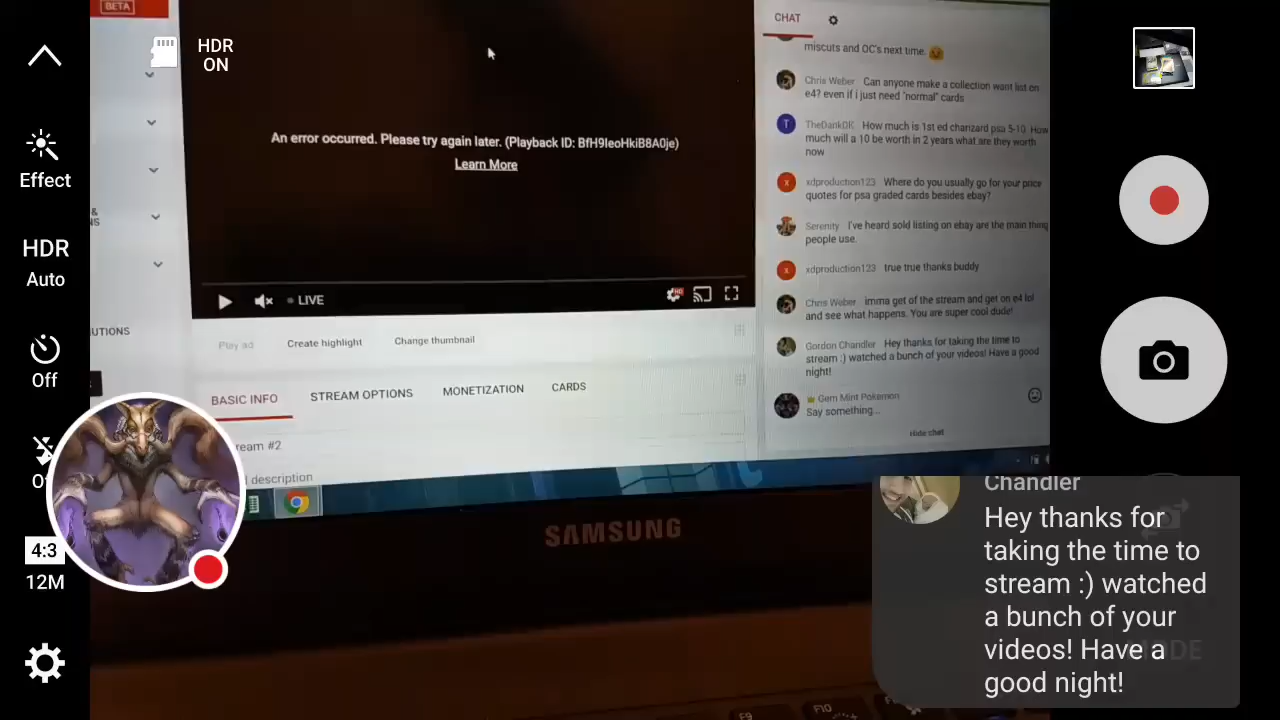 BETA
HDR
ON
Effect
HDR
Auto
Off
4:3
12M
CHAT
miscuts and OC's next time.
Chris Weber Can anyone make a collection want list on
e4? even if i just need "normal" cards
TheDankDK How much is 1st ed charizard psa 5-10. How
much will a 10 be worth in 2 years what are they worth
now
xdproduction123 Where do you usually go for your price
quotes for psa graded cards besides ebay?
Serenity I've heard sold listing on ebay are the main thing
people use.
xdproduction123 true true thanks buddy
Chris Weber imma get of the stream and get on e4 lol
and see what happens. You are super cool dude!
Gordon Chandler Hey thanks for taking the time to
stream :) watched a bunch of your videos! Have a good
night!
Gem Mint Pokemon
Say something...
Hide chat
An error occurred. Please try again later. (Playback ID: BfH9IeoHkiB8A0je)
Learn More
LIVE
Play ad Create highlight Change thumbnail
UTIONS
BASIC INFO STREAM OPTIONS MONETIZATION CARDS
ream #2
description
SAMSUNG
F9 F10
Chandler
Hey thanks for
taking the time to
stream :) watched
a bunch of your
videos! Have a
good night!